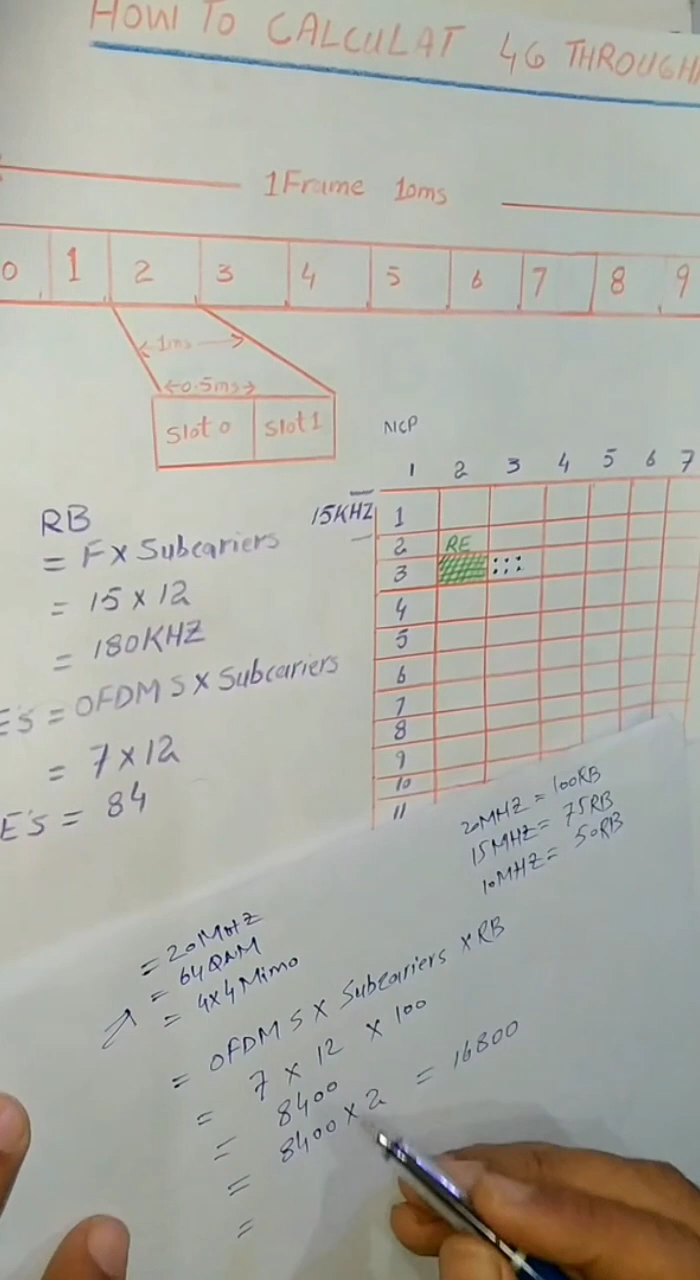 HOW TO CALCULAT 4G THROUGH
1Frame 10ms
0 1 2 3 4 5 6 7 8 9
1ms
0.5ms
Slot 0 Slot 1
NCP
1 2 3 4 5 6 7
15KHZ
1
2 RE
3
4
5
6
7
8
9
10
11
RB
= F X Subcariers
= 15 X 12
= 180KHZ
E'S = OFDM S X Subcariers
= 7 X 12
E'S = 84
20MHZ = 100RB
15MHZ = 75RB
10MHZ = 50RB
= 20MHZ
= 64QAM
= 4x4Mimo
= OFDM S X Subcariers X RB
= 7 X 12 X 100
= 8400
= 8400 X 2 = 16800
=